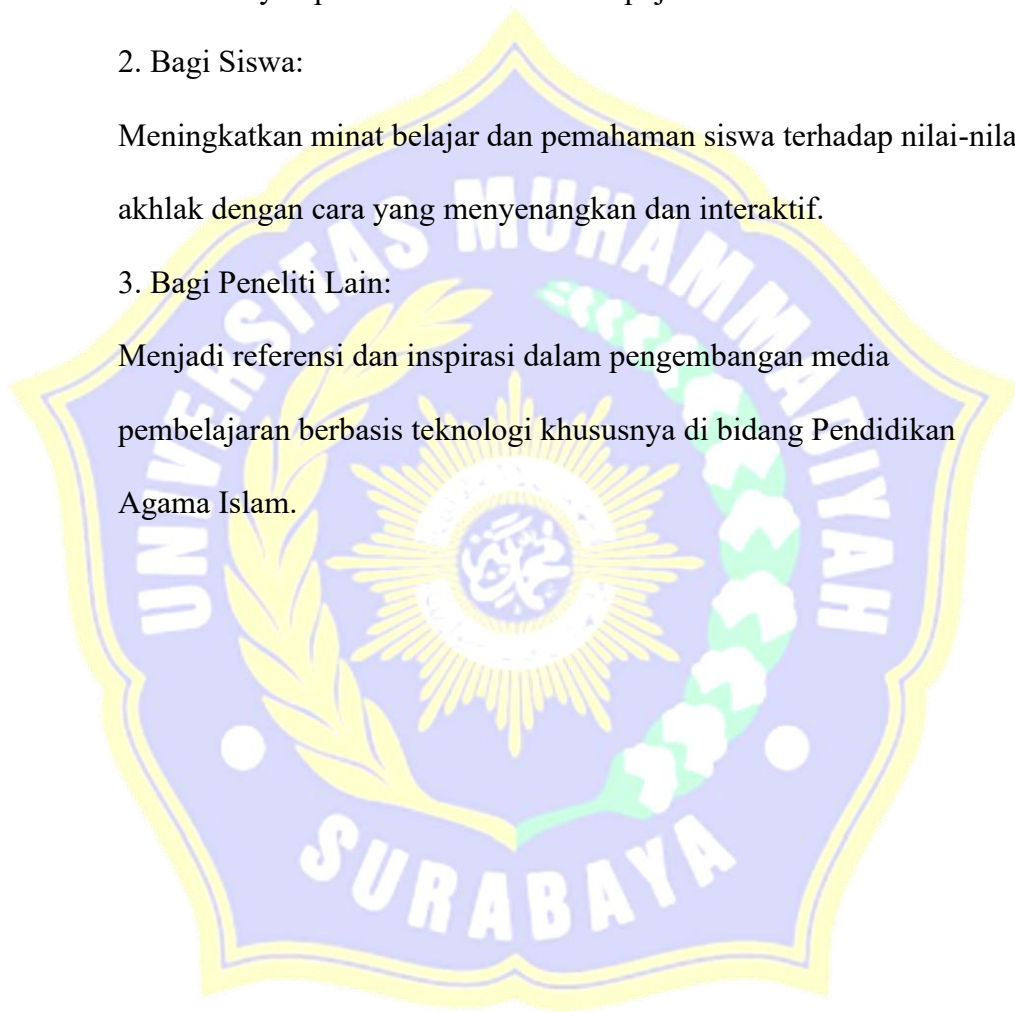 2. Bagi Siswa:
Meningkatkan minat belajar dan pemahaman siswa terhadap nilai-nila
akhlak dengan cara yang menyenangkan dan interaktif.
3. Bagi Peneliti Lain:
Menjadi referensi dan inspirasi dalam pengembangan media
pembelajaran berbasis teknologi khususnya di bidang Pendidikan
Agama Islam.
UNIVERSITAS MUHAMMADIYAH
SURABAYA